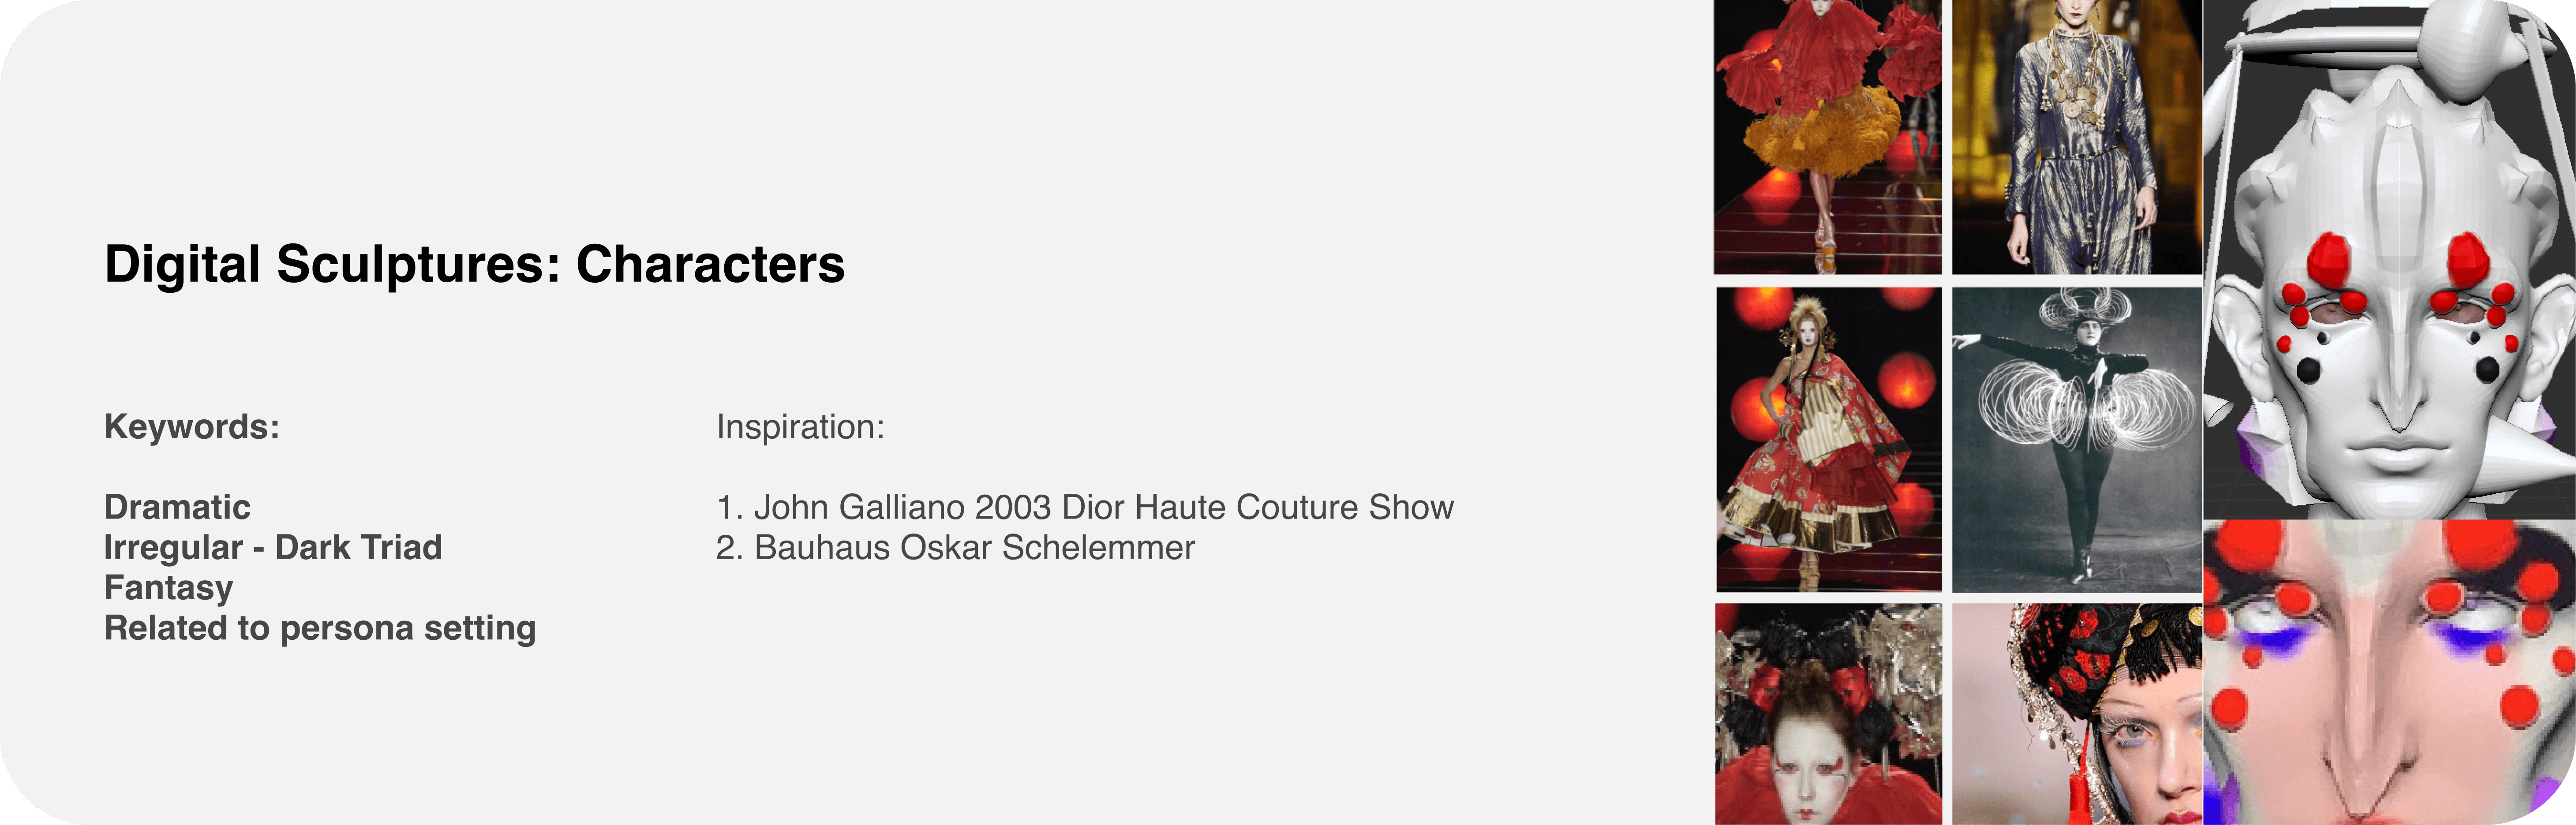 Digital Sculptures: Characters
Keywords:
Dramatic
Irregular - Dark Triad
Fantasy
Related to persona setting
Inspiration:
1. John Galliano 2003 Dior Haute Couture Show
2. Bauhaus Oskar Schelemmer